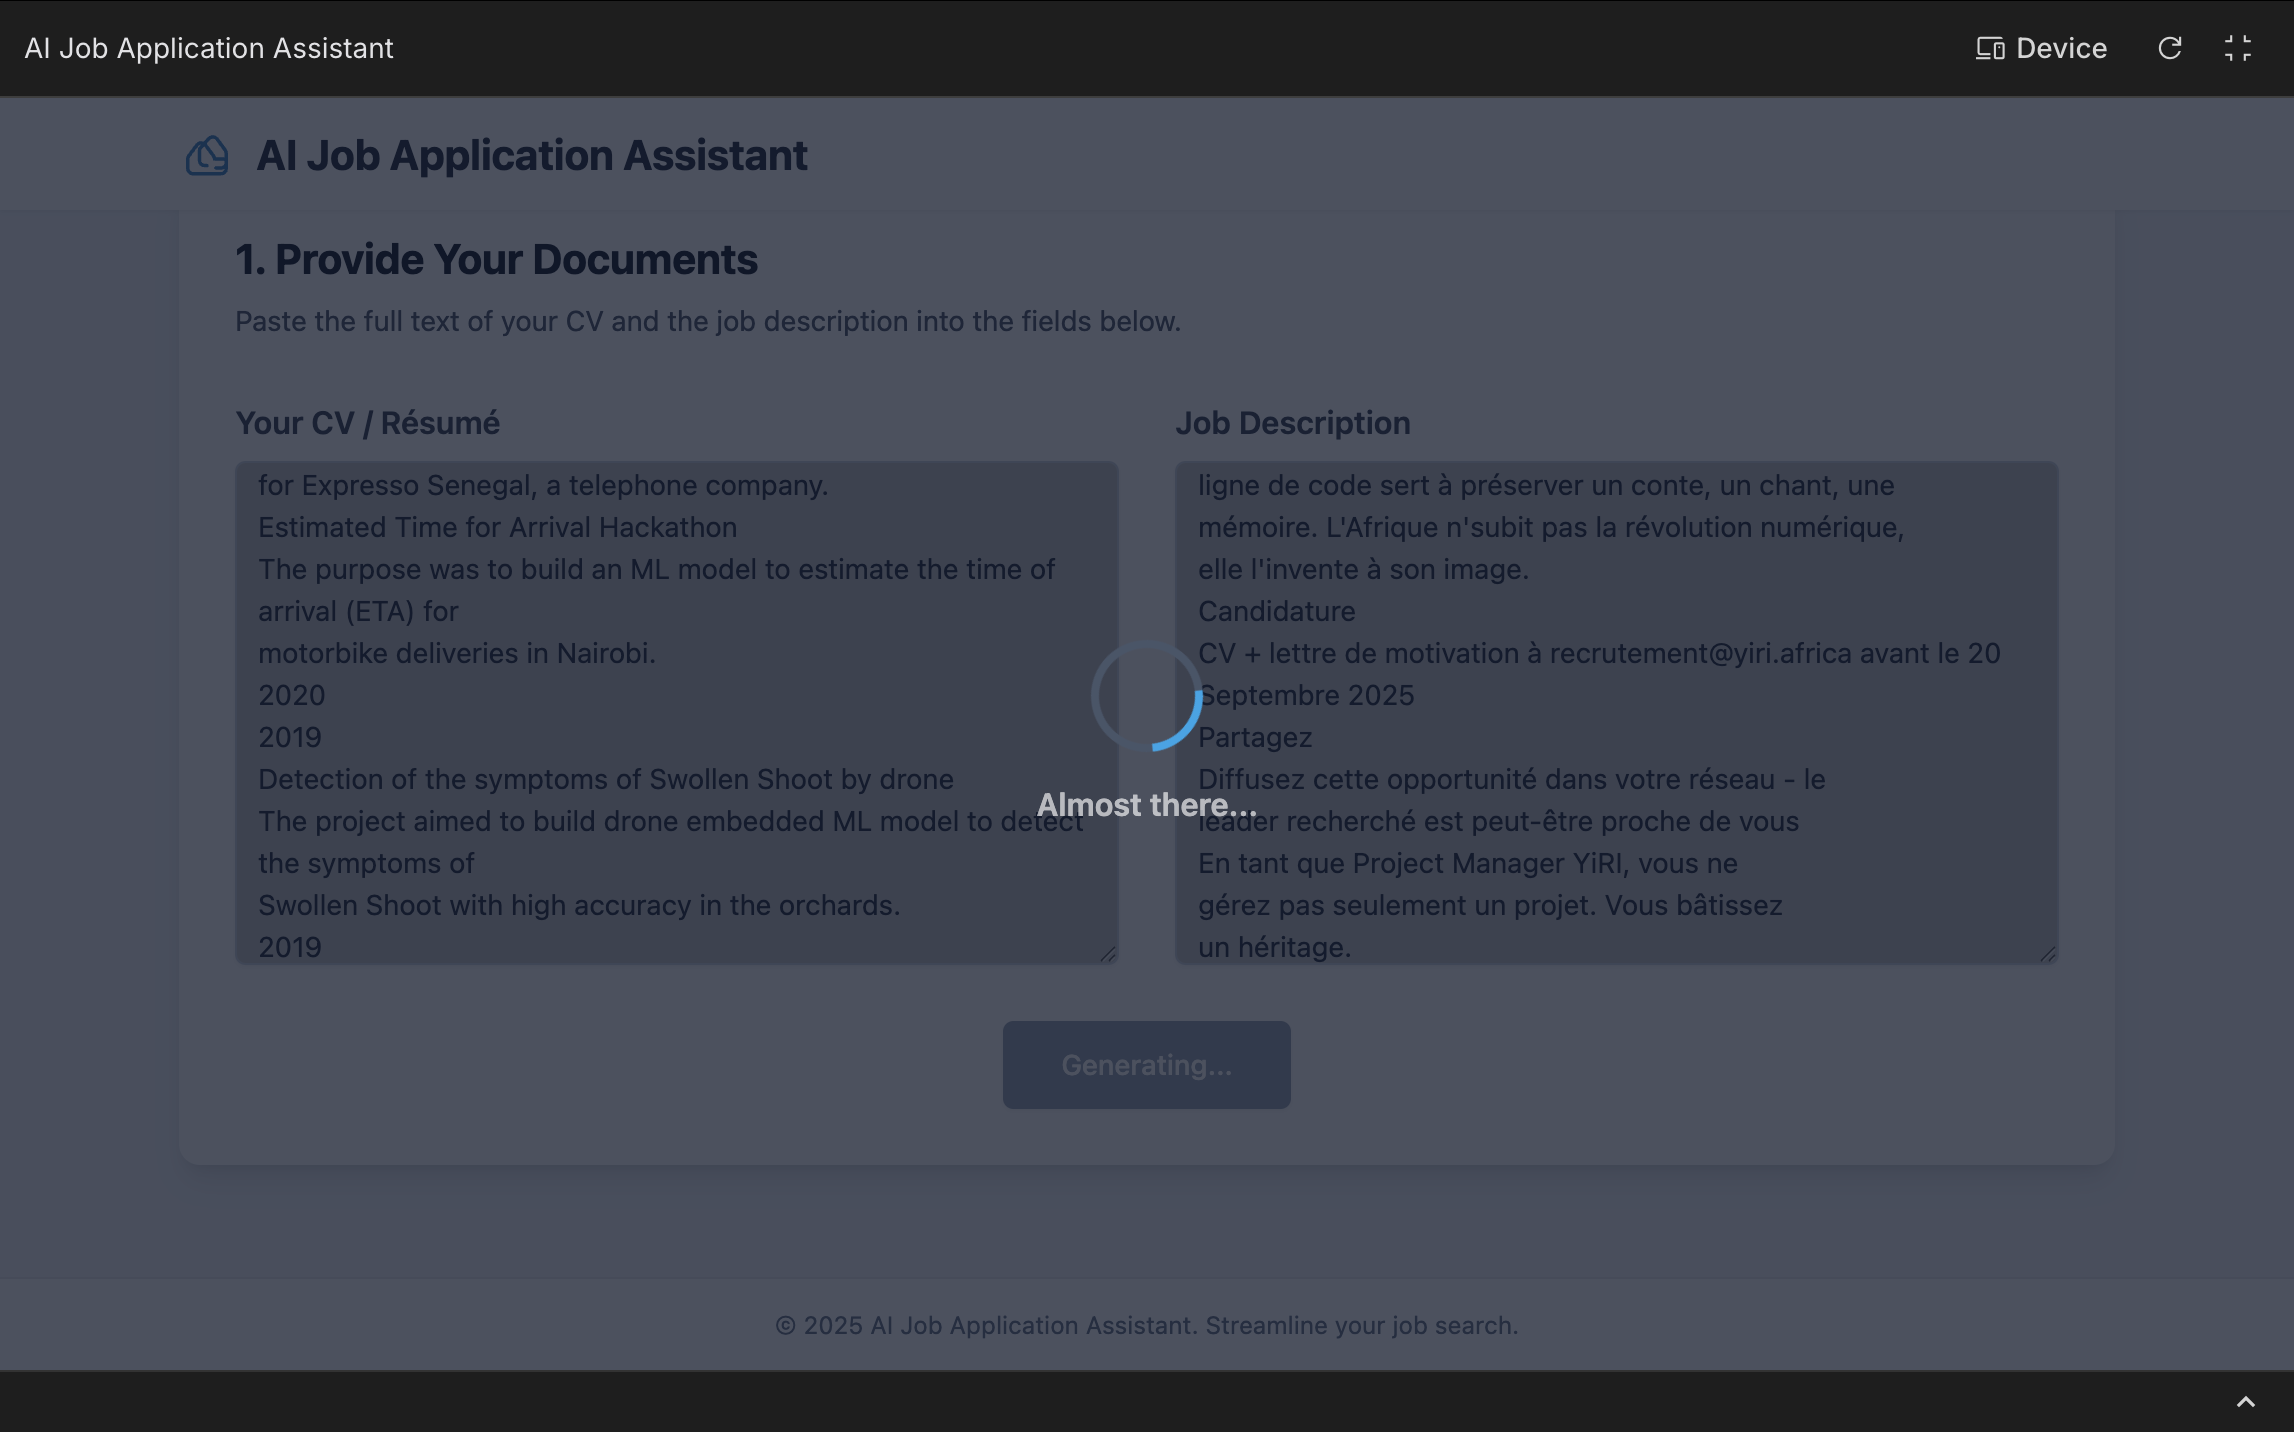 AI Job Application Assistant
Device
AI Job Application Assistant
1. Provide Your Documents
Paste the full text of your CV and the job description into the fields below.
Your CV / Résumé
for Expresso Senegal, a telephone company.
Estimated Time for Arrival Hackathon
The purpose was to build an ML model to estimate the time of
arrival (ETA) for
motorbike deliveries in Nairobi.
2020
2019
Detection of the symptoms of Swollen Shoot by drone
The project aimed to build drone embedded ML model to detect
the symptoms of
Swollen Shoot with high accuracy in the orchards.
2019
Job Description
ligne de code sert à préserver un conte, un chant, une
mémoire. L'Afrique n'subit pas la révolution numérique,
elle l'invente à son image.
Candidature
CV + lettre de motivation à recrutement@yiri.africa avant le 20
Septembre 2025
Partagez
Diffusez cette opportunité dans votre réseau - le
leader recherché est peut-être proche de vous
En tant que Project Manager YiRI, vous ne
gérez pas seulement un projet. Vous bâtissez
un héritage.
Almost there...
Generating...
© 2025 AI Job Application Assistant. Streamline your job search.